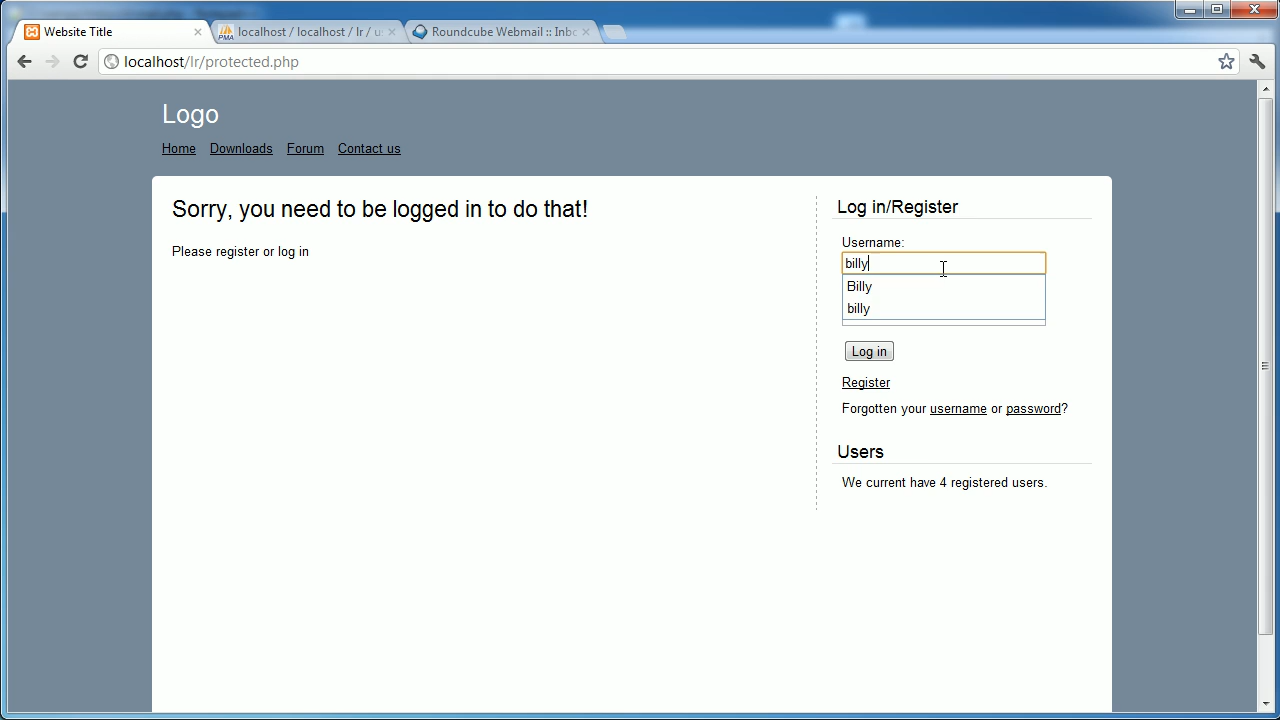 Website Title
localhost / localhost / lr / u
Roundcube Webmail :: Inbo
localhost/lr/protected.php
Logo
Home Downloads Forum Contact us
Sorry, you need to be logged in to do that!
Please register or log in
Log in/Register
Username:
billy
Billy
billy
Log in
Register
Forgotten your username or password?
Users
We current have 4 registered users.